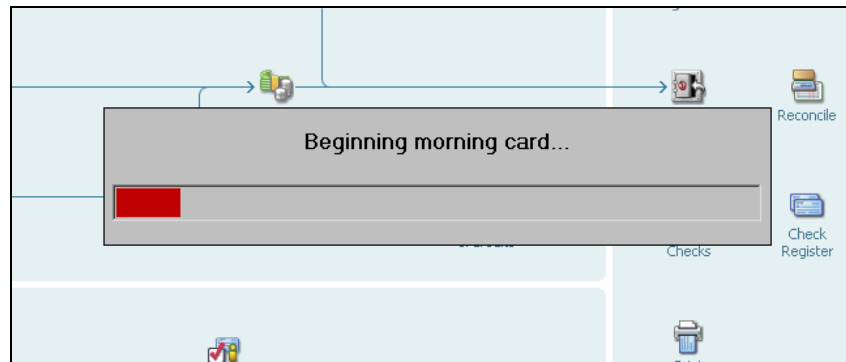 Beginning morning card...
Reconcile
Check
Register
Checks